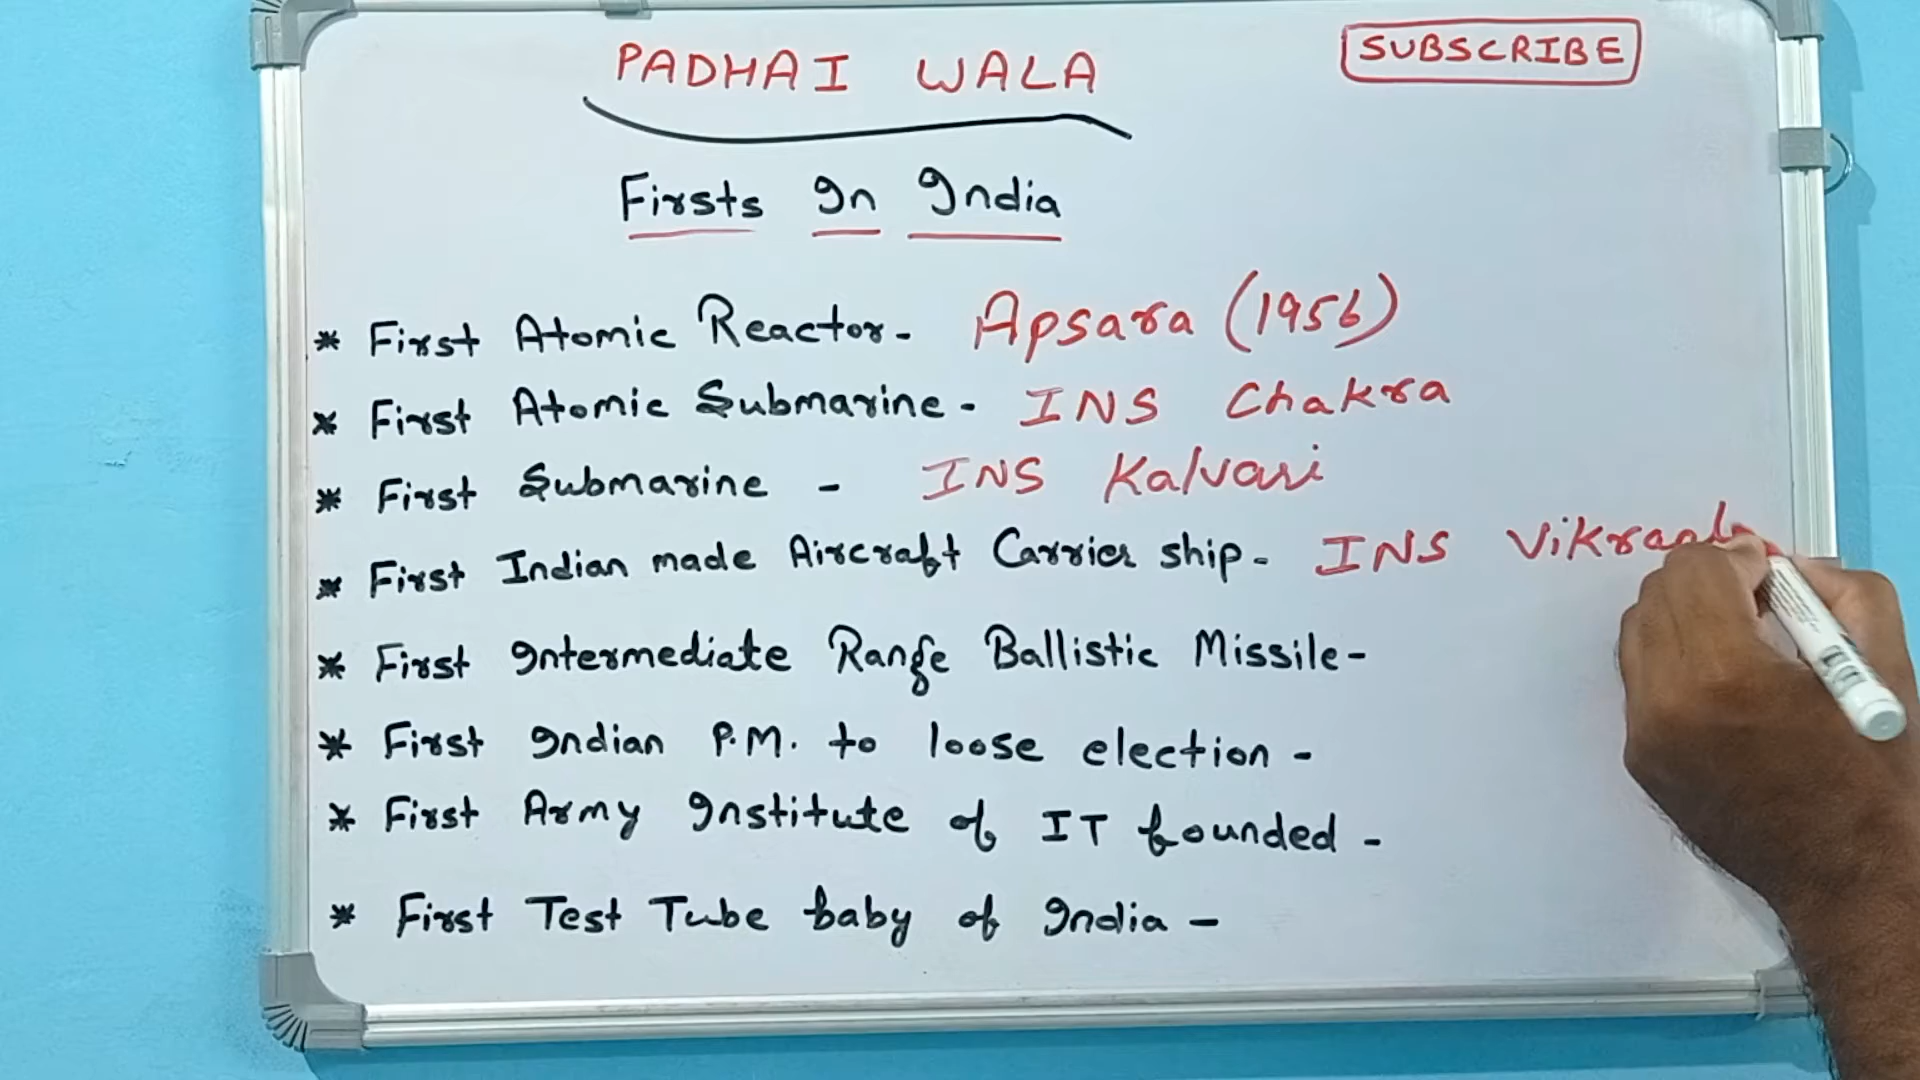 PADHAI WALA
SUBSCRIBE
Firsts In India
* First Atomic Reactor - Apsara (1956)
* First Atomic Submarine - INS Chakra
* First Submarine - INS Kalvari
* First Indian made Aircraft Carrier ship - INS
* First Intermediate Range Ballistic Missile -
* First Indian P.M. to loose election -
* First Army Institute of IT founded -
* First Test Tube baby of India -